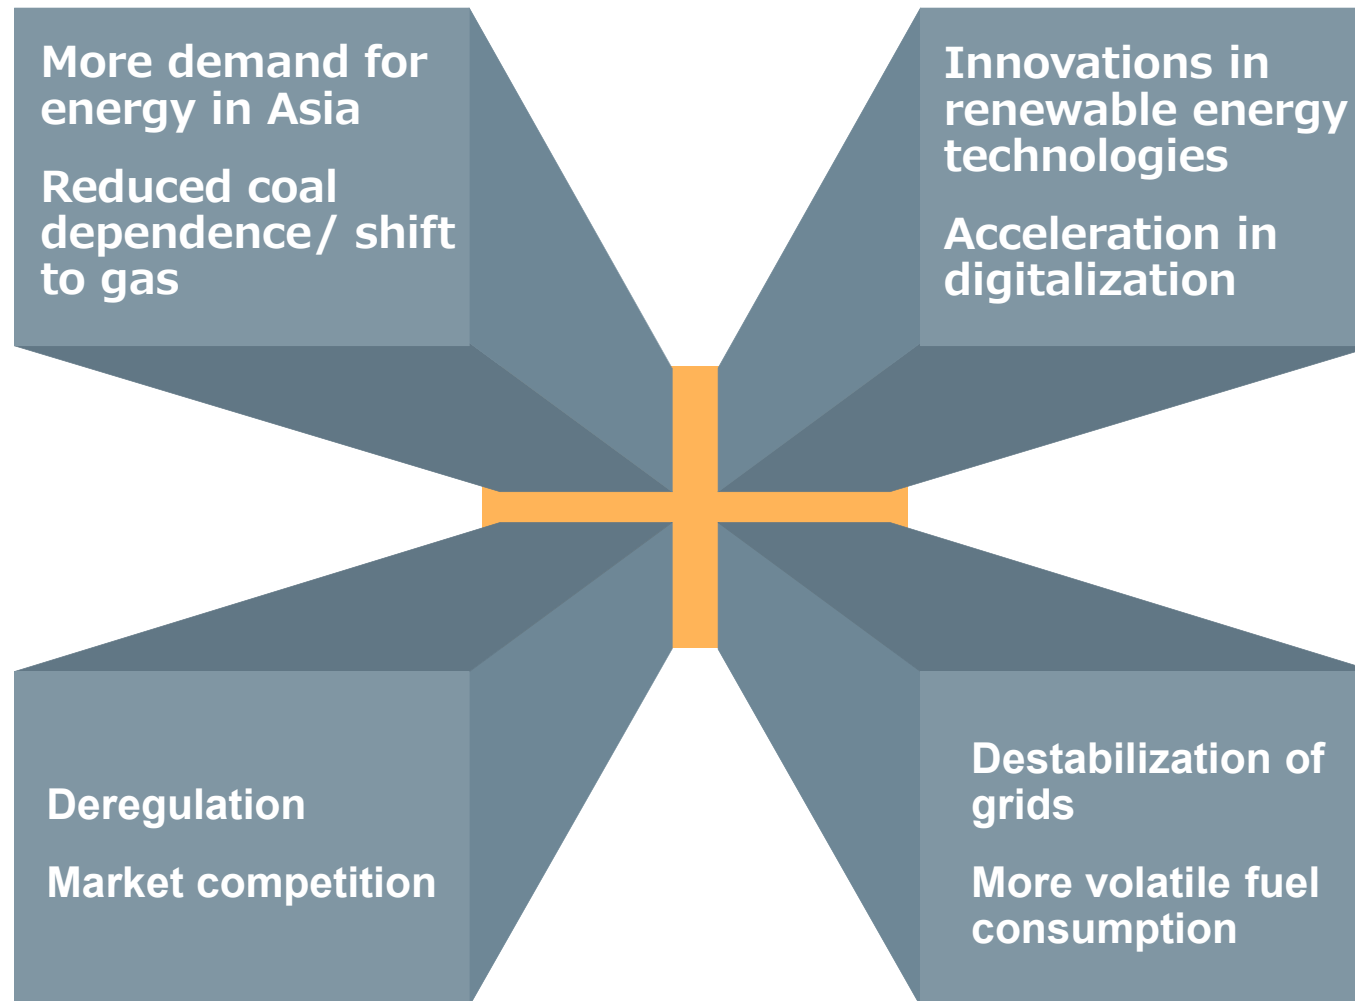 More demand for
energy in Asia
Reduced coal
dependence/ shift
to gas
Innovations in
renewable energy
technologies
Acceleration in
digitalization
Deregulation
Market competition
Destabilization of
grids
More volatile fuel
consumption